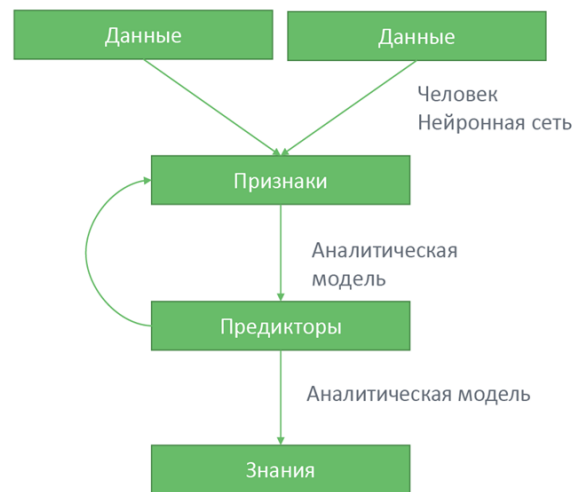 Данные
Данные
Человек
Нейронная сеть
Признаки
Аналитическая
модель
Предикторы
Аналитическая модель
Знания